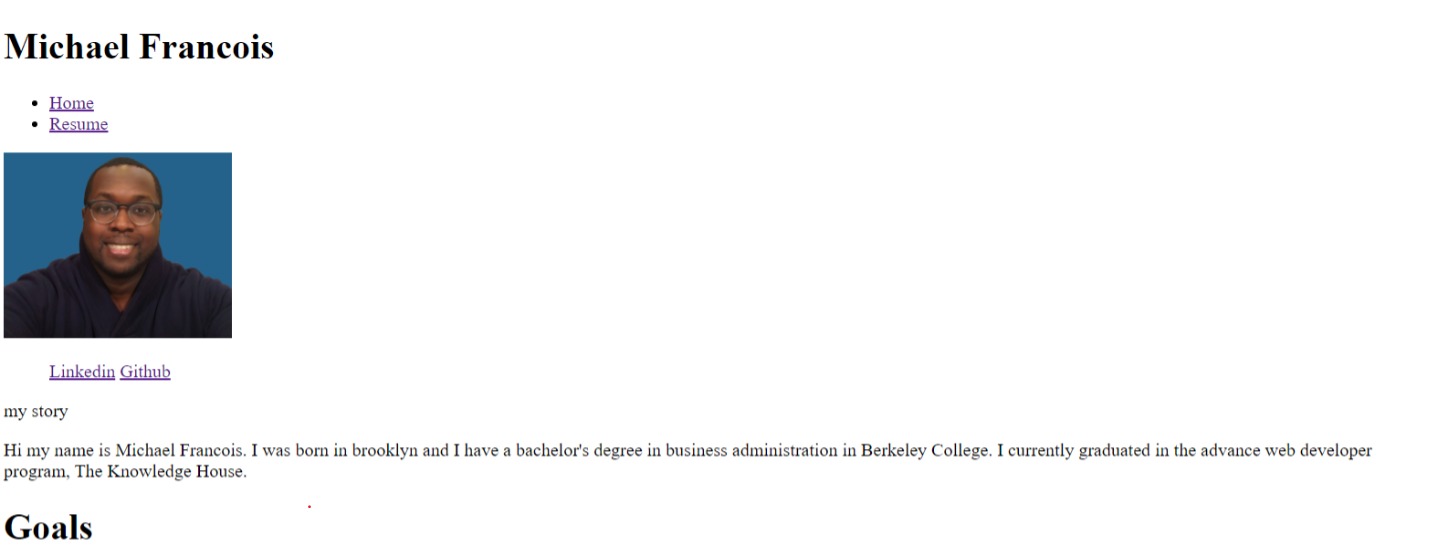 Michael Francois
Home
Resume
Linkedin Github
my story
Hi my name is Michael Francois. I was born in brooklyn and I have a bachelor's degree in business administration in Berkeley College. I currently graduated in the advance web developer
program, The Knowledge House.
Goals